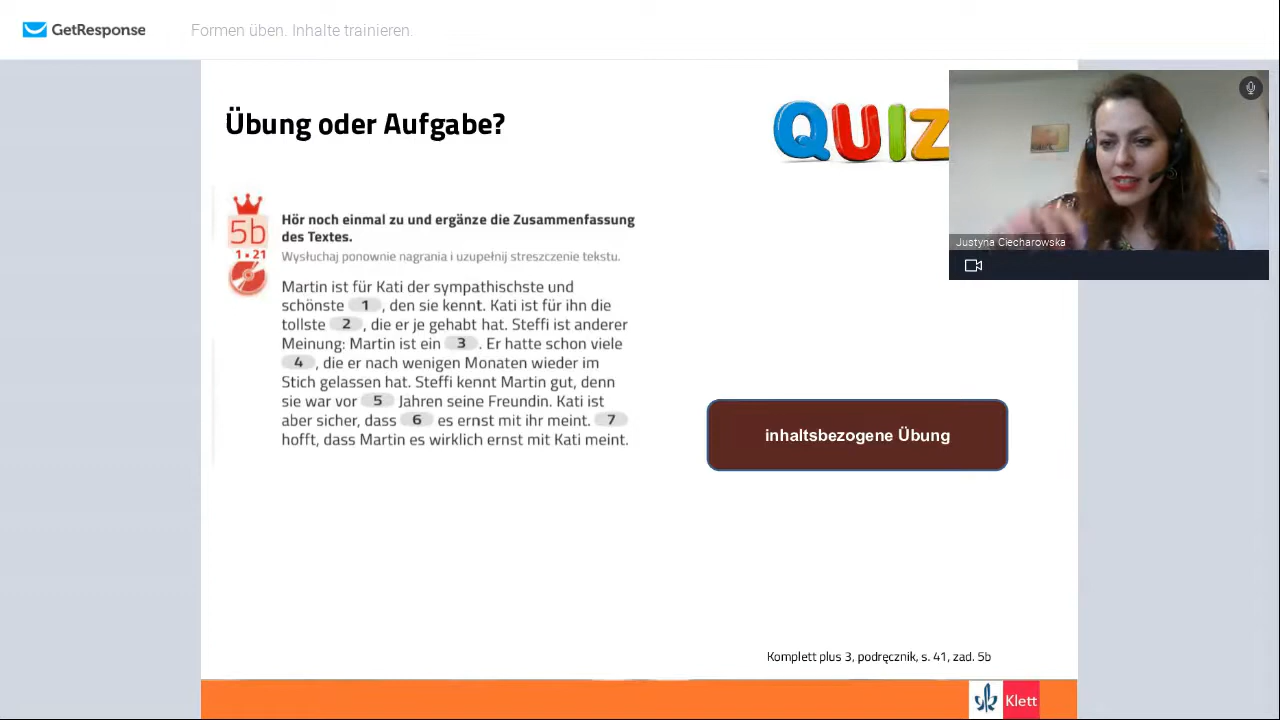 GetResponse
Formen üben. Inhalte trainieren.
Übung oder Aufgabe?
QUIZ
Justyna Ciecharowska
5b
1 • 21
Hör noch einmal zu und ergänze die Zusammenfassung
des Textes.
Wysłuchaj ponownie nagrania i uzupełnij streszczenie tekstu.
Martin ist für Kati der sympathischste und
schönste 1 , den sie kennt. Kati ist für ihn die
tollste 2 , die er je gehabt hat. Steffi ist anderer
Meinung: Martin ist ein 3 . Er hatte schon viele
4 , die er nach wenigen Monaten wieder im
Stich gelassen hat. Steffi kennt Martin gut, denn
sie war vor 5 Jahren seine Freundin. Kati ist
aber sicher, dass 6 es ernst mit ihr meint. 7
hofft, dass Martin es wirklich ernst mit Kati meint.
inhaltsbezogene Übung
Komplett plus 3, podręcznik, s. 41, zad. 5b
Klett